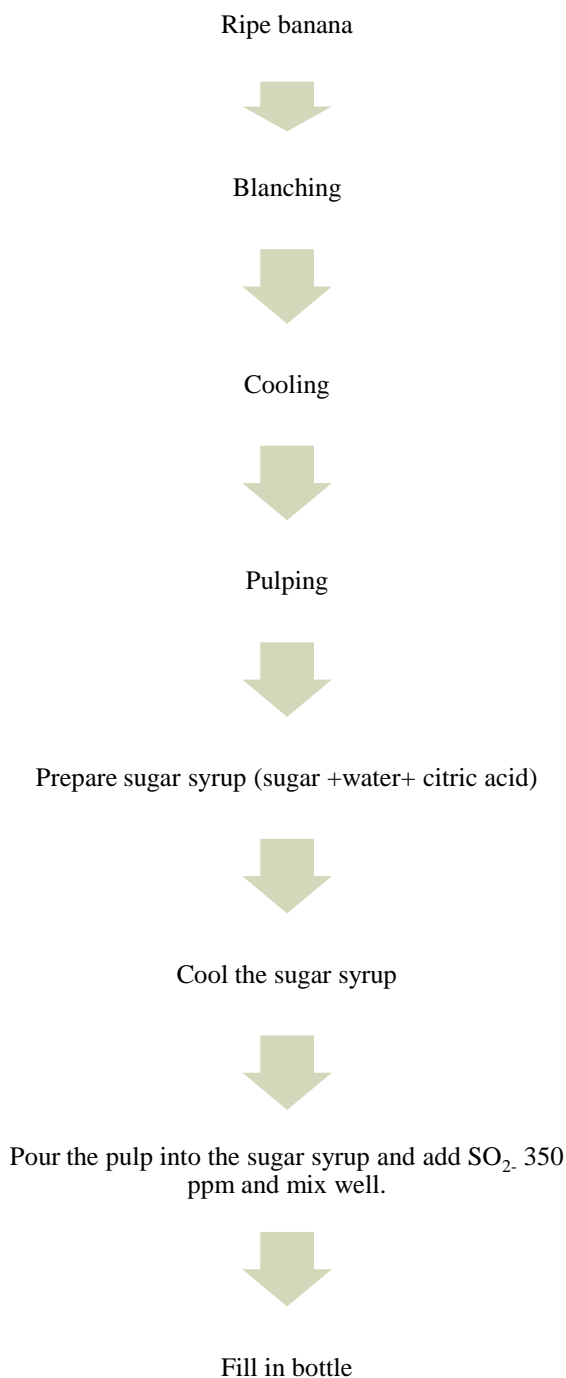 Ripe banana
Blanching
Cooling
Pulping
Prepare sugar syrup (sugar +water+ citric acid)
Cool the sugar syrup
Pour the pulp into the sugar syrup and add SO₂- 350
ppm and mix well.
Fill in bottle